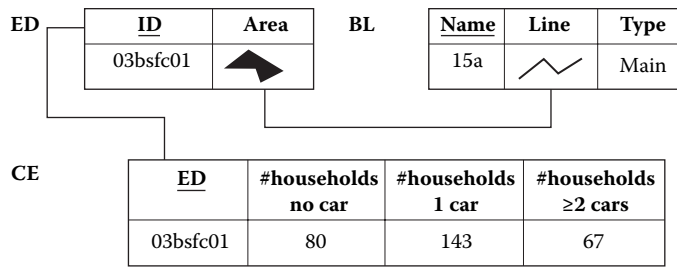 ED ID Area BL Name Line Type
03bsfc01 15a Main
CE ED #households no car #households 1 car #households ≥2 cars
03bsfc01 80 143 67